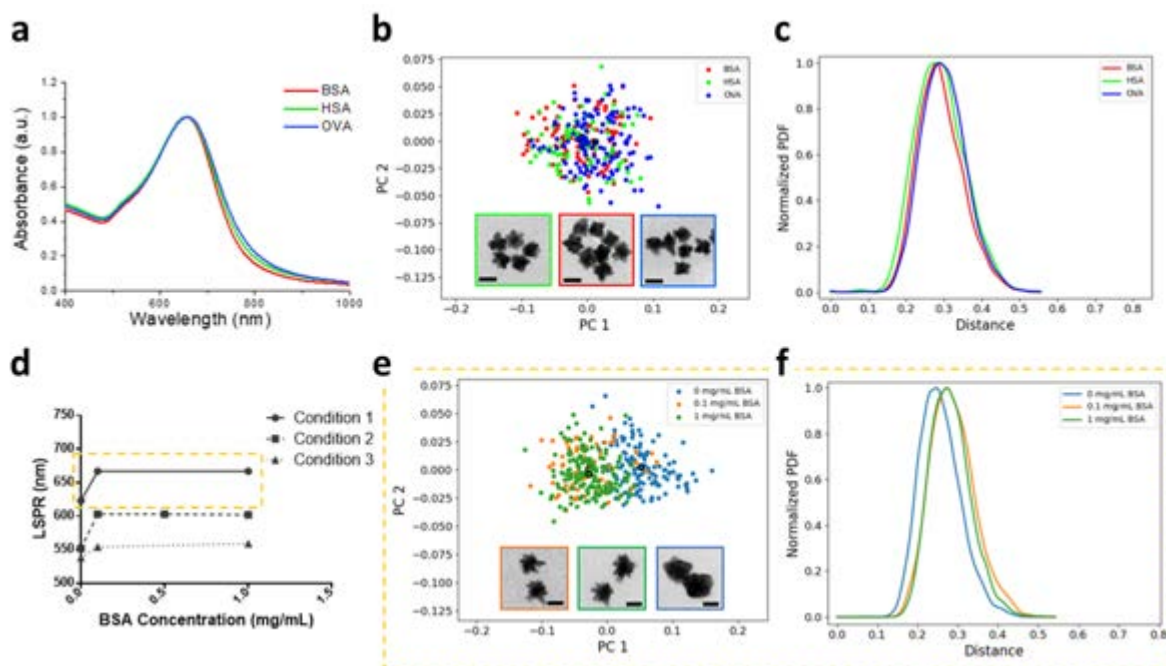 a
1.2
1.0
0.8
0.6
0.4
0.2
0.0
400
600
800
1000
Absorbance (a.u.)
Wavelength (nm)
BSA
HSA
OVA
b
0.075
0.050
0.025
0.000
−0.025
−0.050
−0.075
−0.100
−0.125
−0.2
−0.1
0.0
0.1
0.2
PC 2
PC 1
BSA
HSA
OVA
c
1.0
0.8
0.6
0.4
0.2
0.0
0.0
0.1
0.2
0.3
0.4
0.5
0.6
0.7
0.8
Normalized PDF
Distance
BSA
HSA
OVA
d
750
700
650
600
550
500
0.0
0.5
1.0
1.5
LSPR (nm)
BSA Concentration (mg/mL)
Condition 1
Condition 2
Condition 3
e
0.075
0.050
0.025
0.000
−0.025
−0.050
−0.075
−0.100
−0.125
−0.2
−0.1
0.0
0.1
0.2
PC 2
PC 1
0 mg/mL BSA
0.1 mg/mL BSA
1 mg/mL BSA
f
1.0
0.8
0.6
0.4
0.2
0.0
0.0
0.1
0.2
0.3
0.4
0.5
0.6
0.7
0.8
Normalized PDF
Distance
0 mg/mL BSA
0.1 mg/mL BSA
1 mg/mL BSA